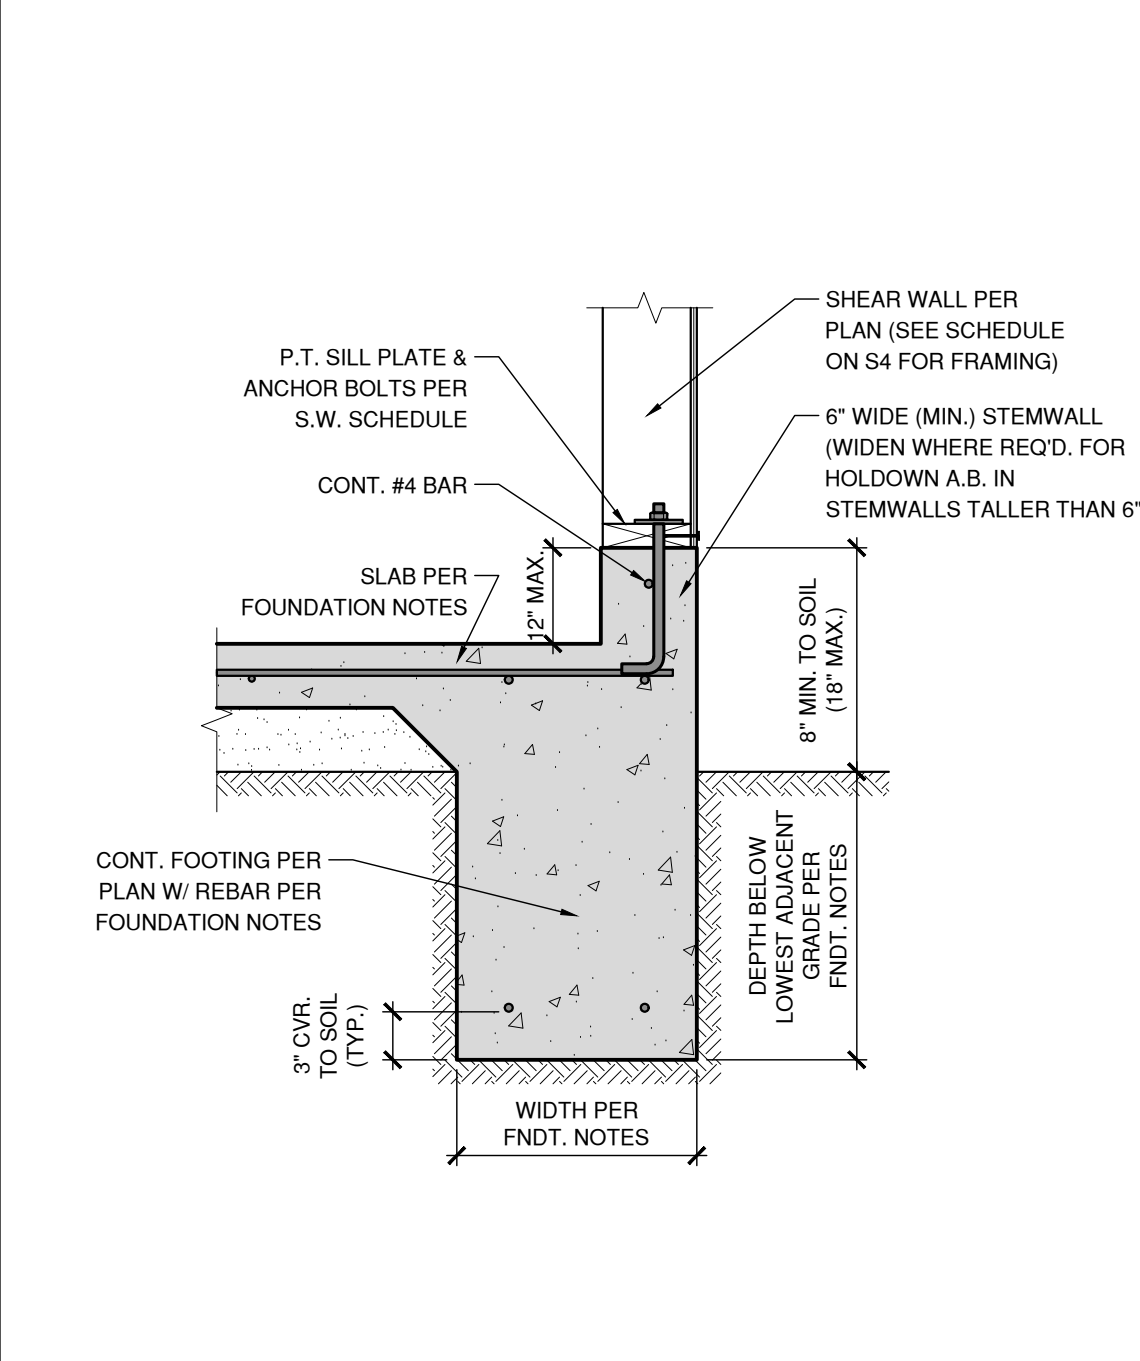 SHEAR WALL PER
PLAN (SEE SCHEDULE
ON S4 FOR FRAMING)
P.T. SILL PLATE &
ANCHOR BOLTS PER
S.W. SCHEDULE
6" WIDE (MIN.) STEMWALL
(WIDEN WHERE REQ'D. FOR
HOLDOWN A.B. IN
STEMWALLS TALLER THAN 6"
CONT. #4 BAR
SLAB PER
FOUNDATION NOTES
12" MAX.
8" MIN. TO SOIL
(18" MAX.)
CONT. FOOTING PER
PLAN W/ REBAR PER
FOUNDATION NOTES
DEPTH BELOW
LOWEST ADJACENT
GRADE PER
FNDT. NOTES
3" CVR.
TO SOIL
(TYP.)
WIDTH PER
FNDT. NOTES